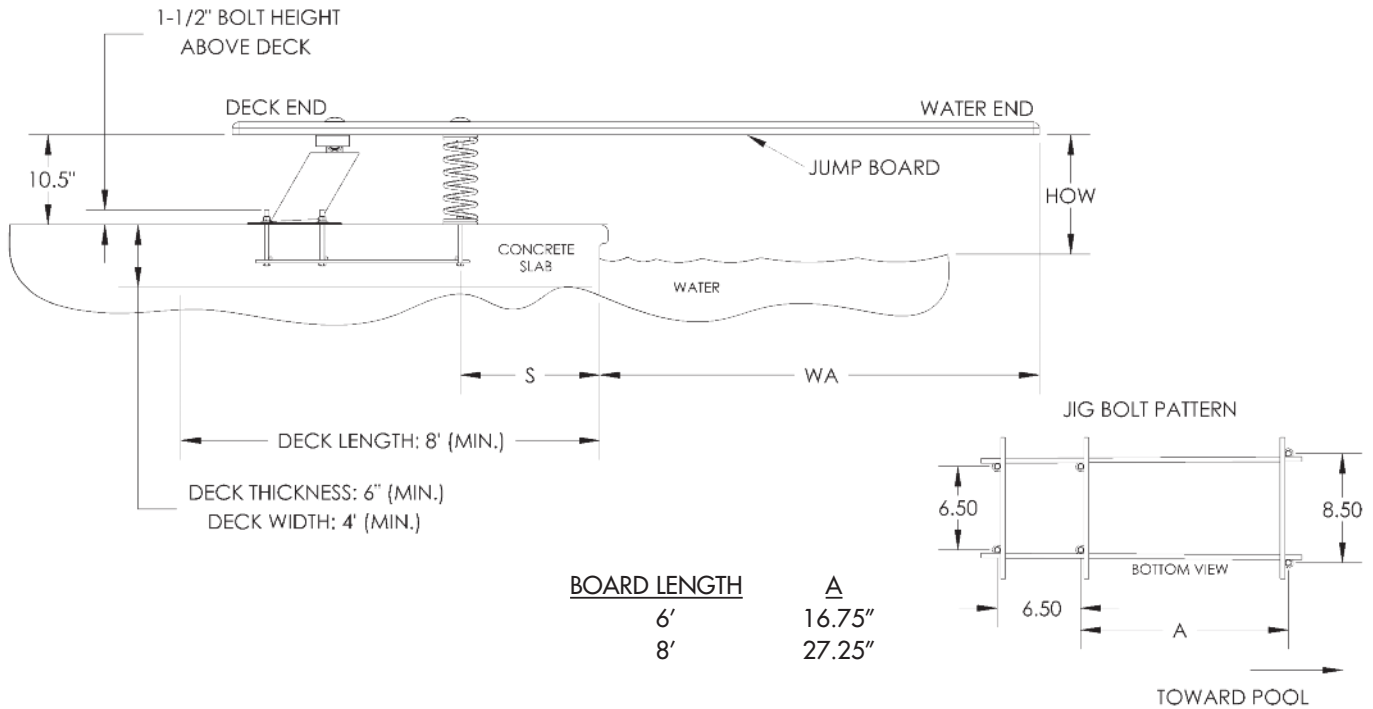 1-1/2" BOLT HEIGHT
ABOVE DECK
DECK END
WATER END
10.5"
JUMP BOARD
HOW
CONCRETE
SLAB
WATER
S
WA
DECK LENGTH: 8' (MIN.)
DECK THICKNESS: 6" (MIN.)
DECK WIDTH: 4' (MIN.)
JIG BOLT PATTERN
6.50
8.50
BOTTOM VIEW
6.50
A
TOWARD POOL
BOARD LENGTH A
6′ 16.75″
8′ 27.25″